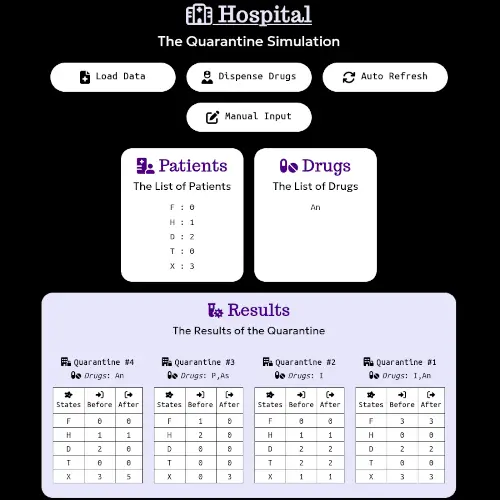 Hospital
The Quarantine Simulation
Load Data
Dispense Drugs
Auto Refresh
Manual Input
Patients
The List of Patients
F : 0
H : 1
D : 2
T : 0
X : 3
Drugs
The List of Drugs
An
Results
The Results of the Quarantine
Quarantine #4
Drugs: An
States Before After
F 0 0
H 1 1
D 2 0
T 0 0
X 3 5
Quarantine #3
Drugs: P,As
States Before After
F 1 0
H 2 0
D 0 0
T 0 0
X 0 3
Quarantine #2
Drugs: I
States Before After
F 0 0
H 1 1
D 2 2
T 2 2
X 1 1
Quarantine #1
Drugs: I,An
States Before After
F 3 3
H 0 0
D 2 2
T 0 0
X 3 3